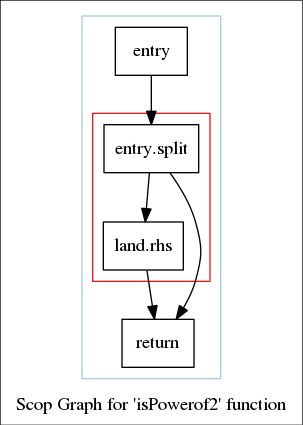 entry
entry.split
land.rhs
return
Scop Graph for 'isPowerof2' function